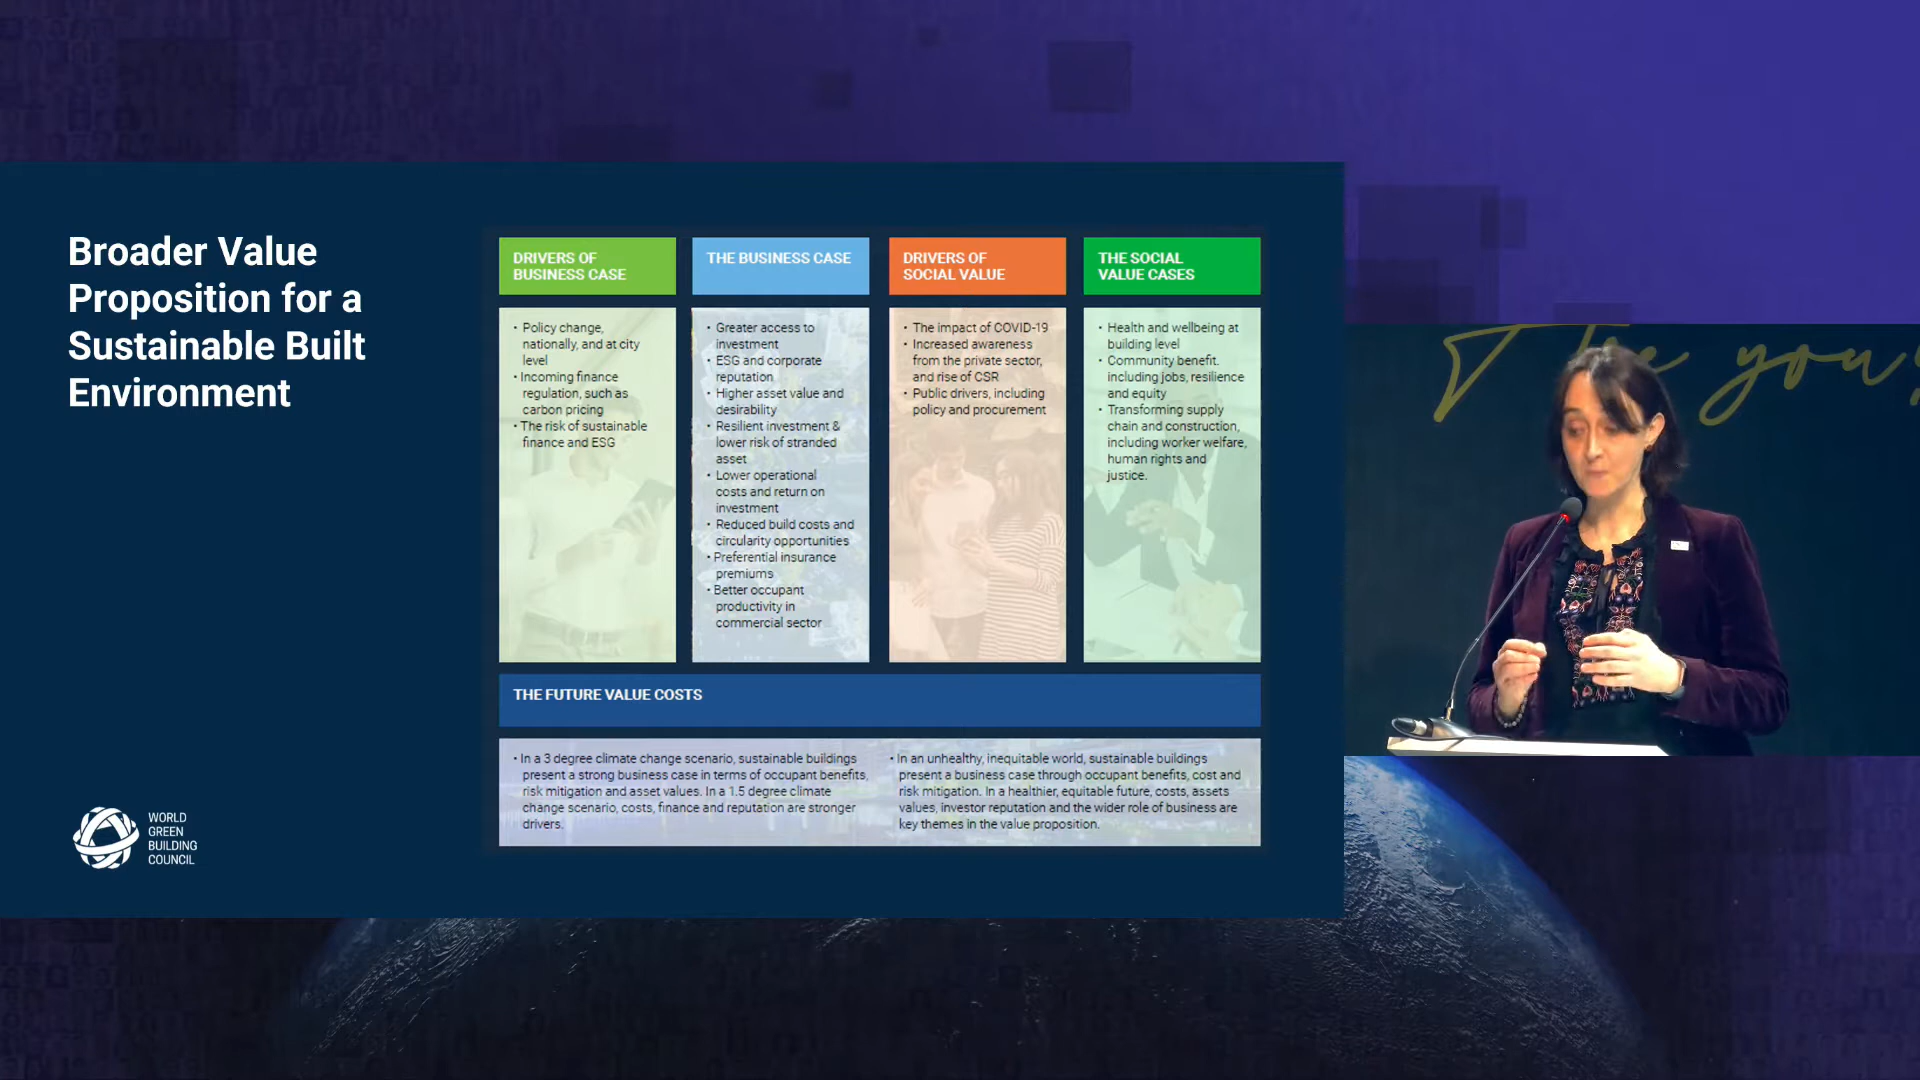 Broader Value
Proposition for a
Sustainable Built
Environment
DRIVERS OF
BUSINESS CASE
• Policy change,
nationally, and at city
level
• Incoming finance
regulation, such as
carbon pricing
• The risk of sustainable
finance and ESG
THE BUSINESS CASE
• Greater access to
investment
• ESG and corporate
reputation
• Higher asset value and
desirability
• Resilient investment &
lower risk of stranded
asset
• Lower operational
costs and return on
investment
• Reduced build costs and
circularity opportunities
• Preferential insurance
premiums
• Better occupant
productivity in
commercial sector
DRIVERS OF
SOCIAL VALUE
• The impact of COVID-19
• Increased awareness
from the private sector,
and rise of CSR
• Public drivers, including
policy and procurement
THE SOCIAL
VALUE CASES
• Health and wellbeing at
building level
• Community benefit.
including jobs, resilience
and equity
• Transforming supply
chain and construction,
including worker welfare,
human rights and
justice.
THE FUTURE VALUE COSTS
• In a 3 degree climate change scenario, sustainable buildings
present a strong business case in terms of occupant benefits,
risk mitigation and asset values. In a 1.5 degree climate
change scenario, costs, finance and reputation are stronger
drivers.
• In an unhealthy, inequitable world, sustainable buildings
present a business case through occupant benefits, cost and
risk mitigation. In a healthier, equitable future, costs, assets
values, investor reputation and the wider role of business are
key themes in the value proposition.
WORLD
GREEN
BUILDING
COUNCIL
you!